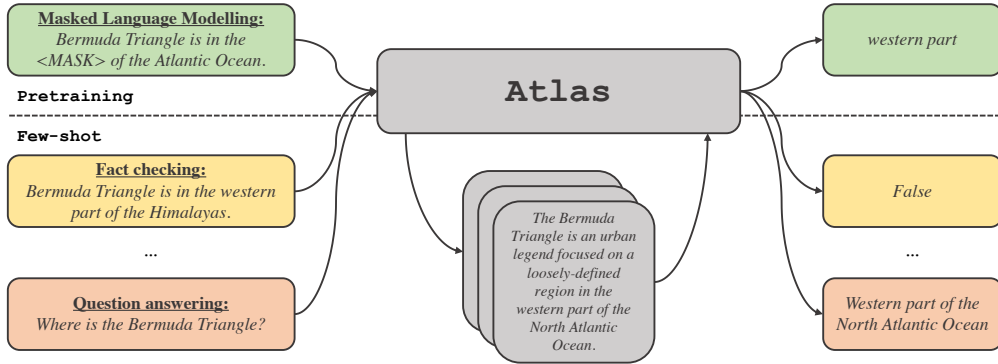 Masked Language Modelling:
Bermuda Triangle is in the
<MASK> of the Atlantic Ocean.
Atlas
western part
Pretraining
Few-shot
Fact checking:
Bermuda Triangle is in the western
part of the Himalayas.
...
Question answering:
Where is the Bermuda Triangle?
The Bermuda
Triangle is an urban
legend focused on a
loosely-defined
region in the
western part of the
North Atlantic
Ocean.
False
...
Western part of the
North Atlantic Ocean